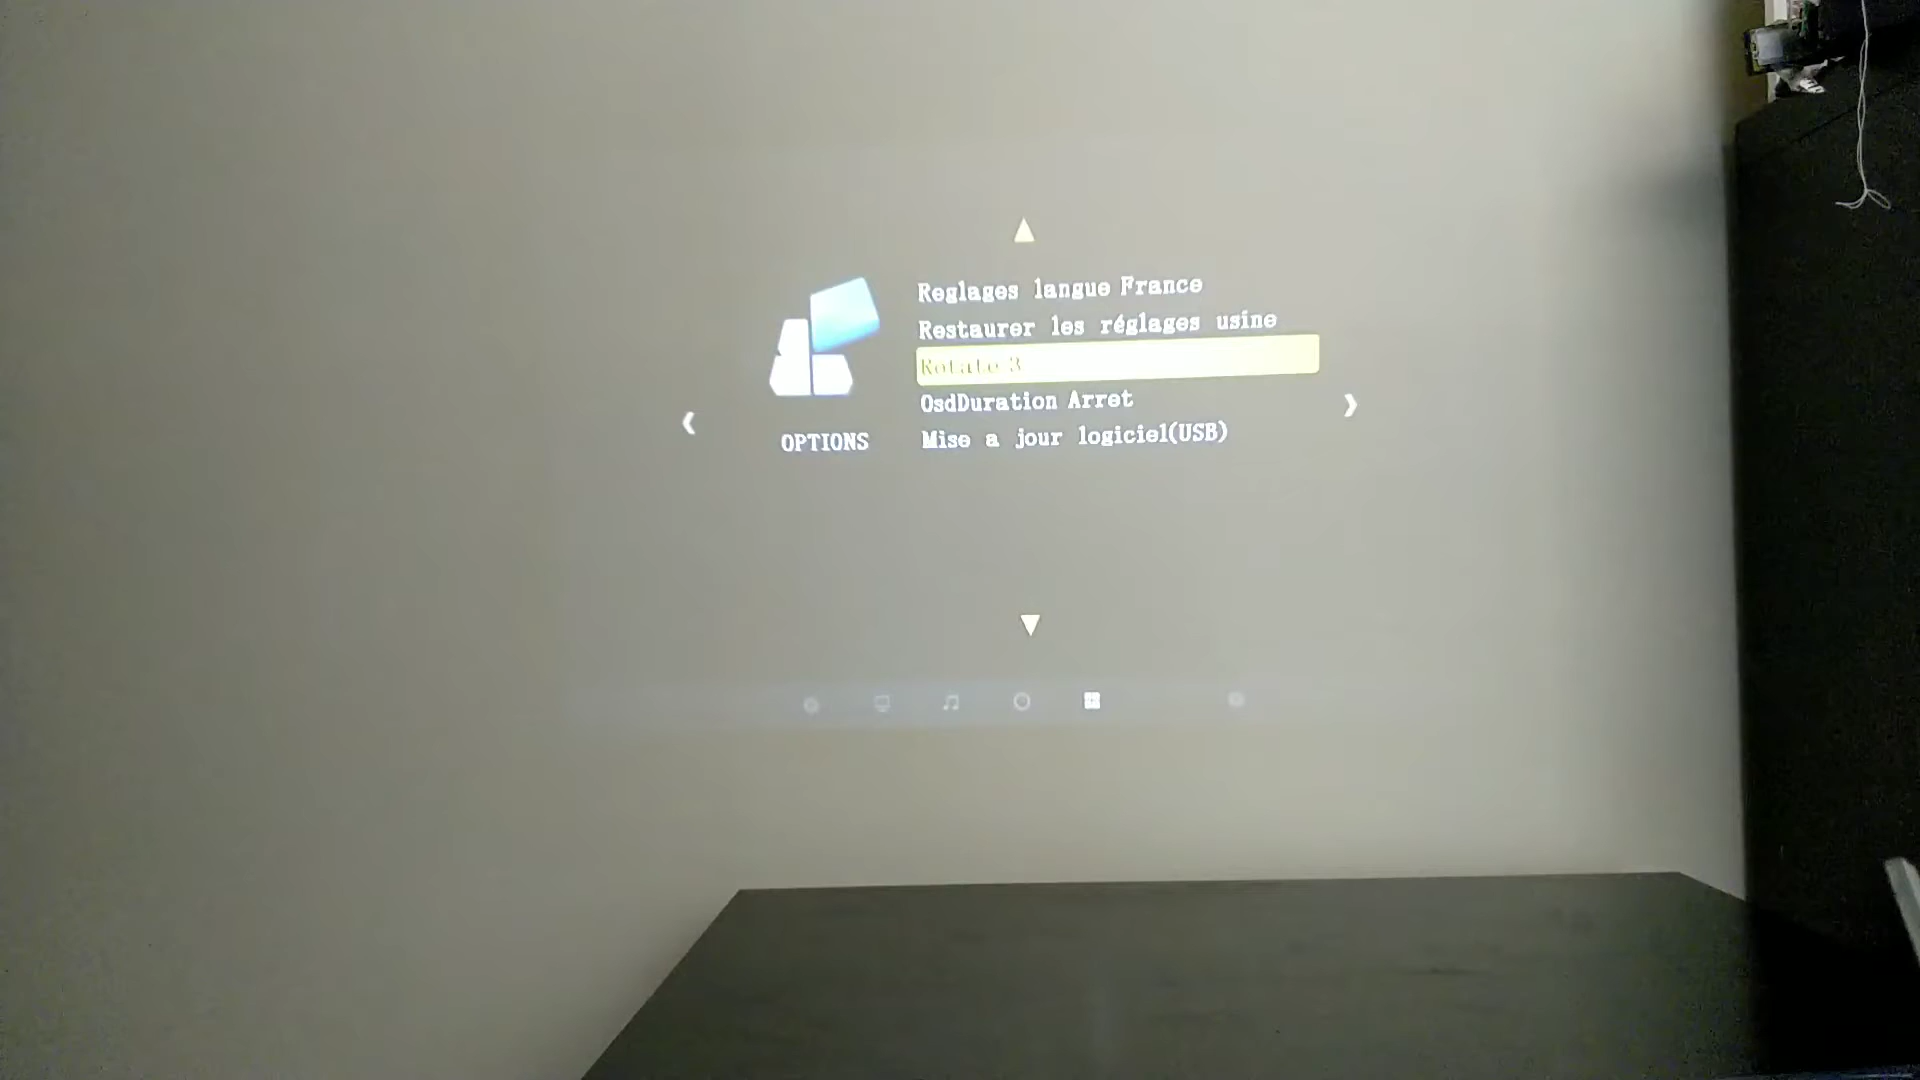 Reglages langue France
Restaurer les réglages usine
Rotate 3
OsdDuration Arret
OPTIONS
Mise a jour logiciel(USB)